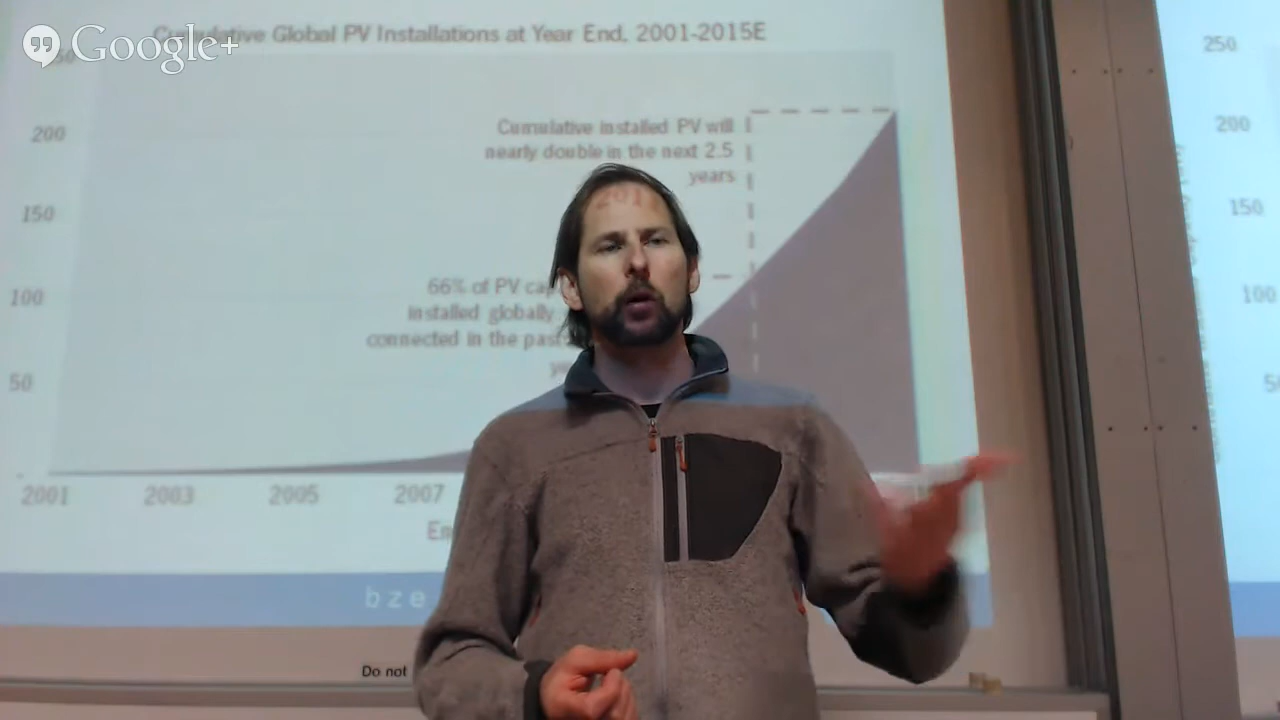 Google+
Cumulative Global PV Installations at Year End, 2001-2015E
200
150
100
50
-
Cumulative installed PV will
nearly double in the next 2.5
years
66% of PV
installed globally
connected in the past
2001 2003 2005 2007
bze
Do not
250
200
150
100